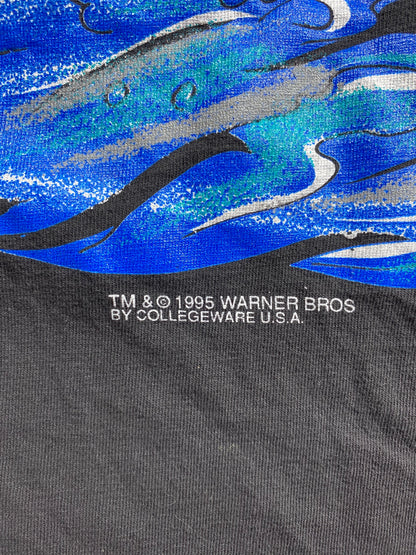 TM & © 1995 WARNER BROS
BY COLLEGEWARE U.S.A.